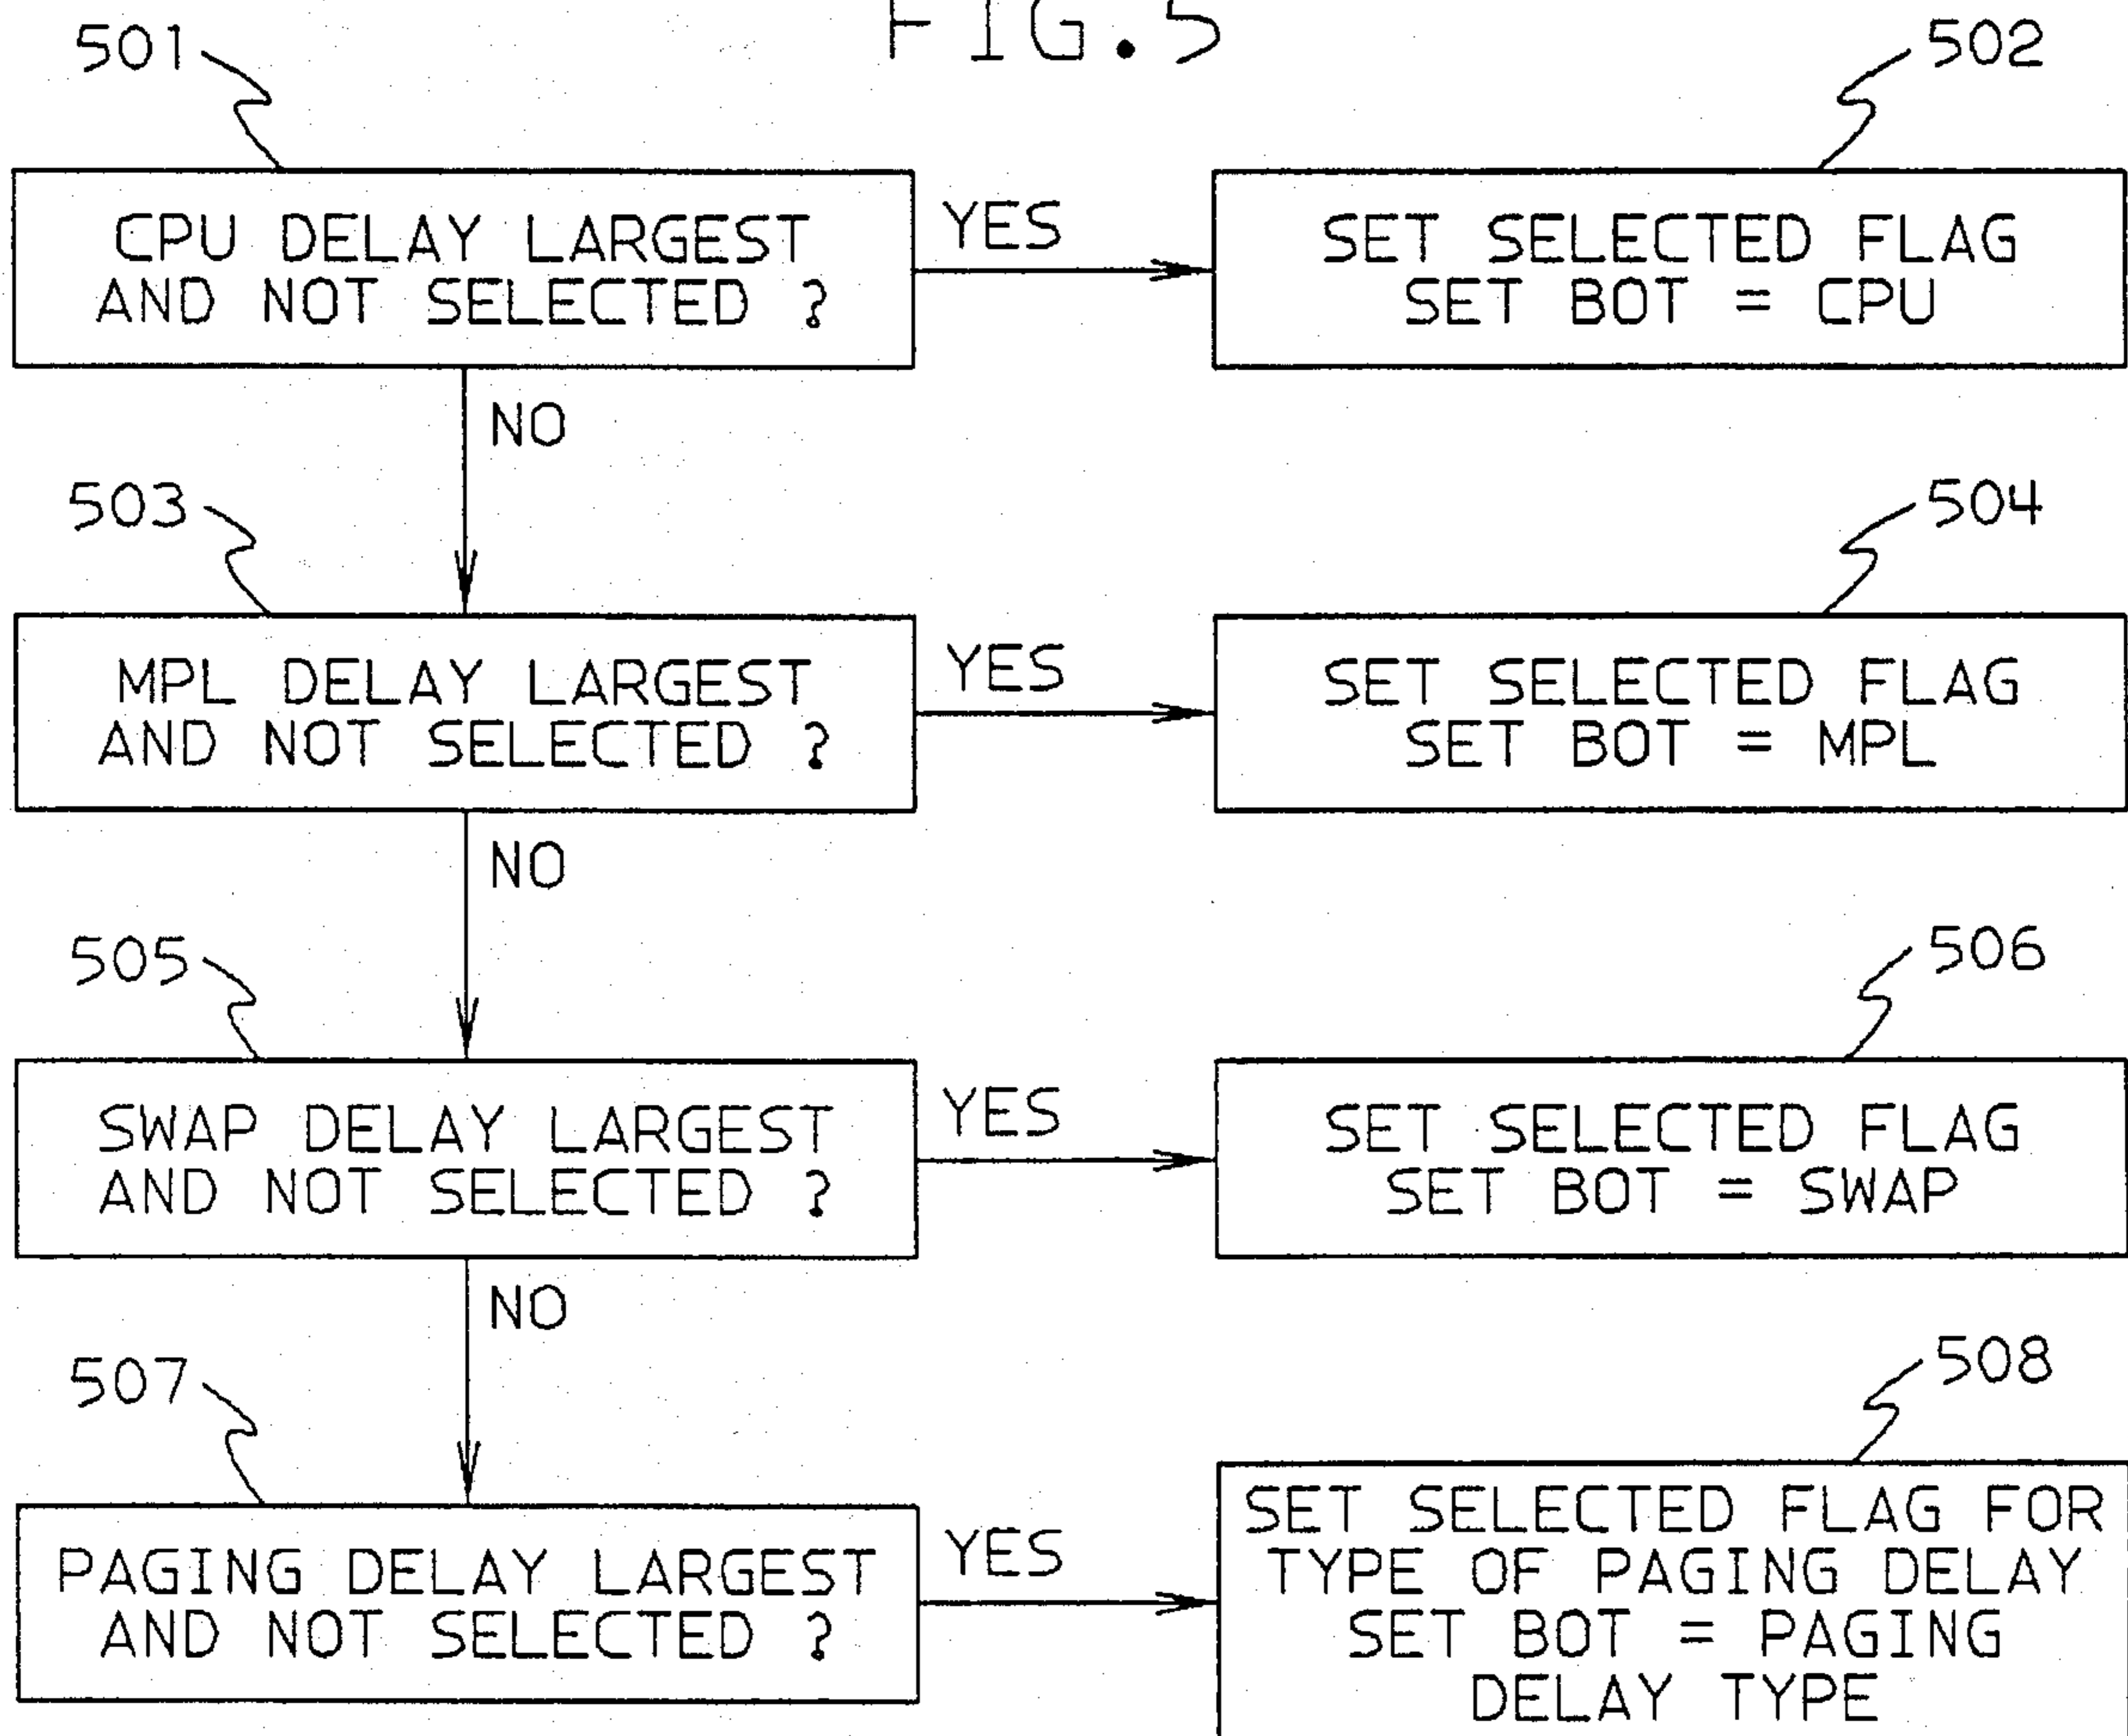 FIG.5
501
502
CPU DELAY LARGEST
AND NOT SELECTED ?
YES
SET SELECTED FLAG
SET BOT = CPU
NO
503
504
MPL DELAY LARGEST
AND NOT SELECTED ?
YES
SET SELECTED FLAG
SET BOT = MPL
NO
505
506
SWAP DELAY LARGEST
AND NOT SELECTED ?
YES
SET SELECTED FLAG
SET BOT = SWAP
NO
507
508
PAGING DELAY LARGEST
AND NOT SELECTED ?
YES
SET SELECTED FLAG FOR
TYPE OF PAGING DELAY
SET BOT = PAGING
DELAY TYPE